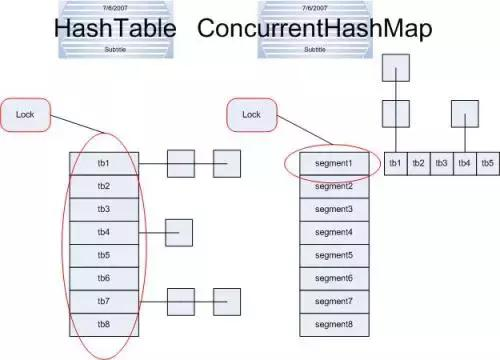 7/6/2007
HashTable
Subtitle
7/6/2007
ConcurrentHashMap
Subtitle
Lock
tb1
tb2
tb3
tb4
tb5
tb6
tb7
tb8
Lock
segment1
segment2
segment3
segment4
segment5
segment6
segment7
segment8
tb1 tb2 tb3 tb4 tb5